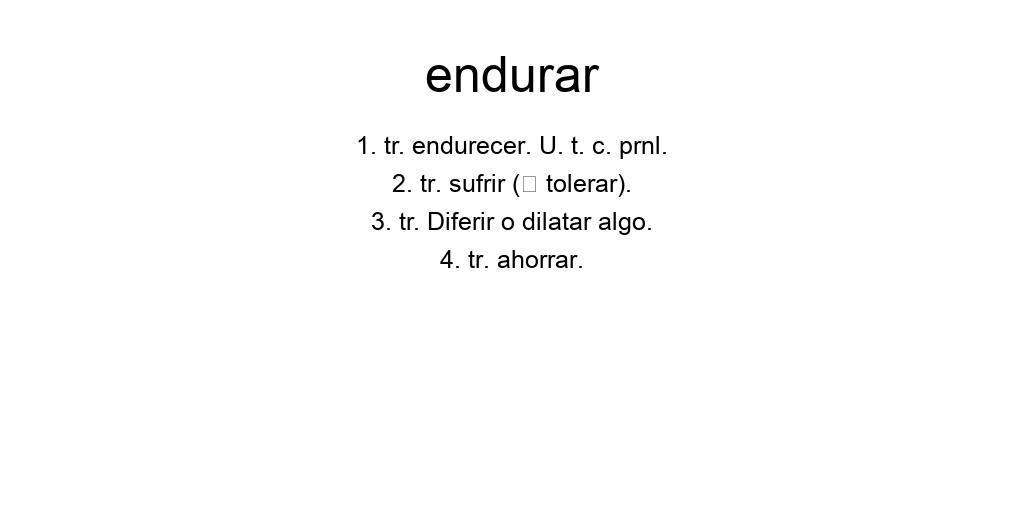 endurar
1. tr. endurecer. U. t. c. prnl.
2. tr. sufrir (□ tolerar).
3. tr. Diferir o dilatar algo.
4. tr. ahorrar.